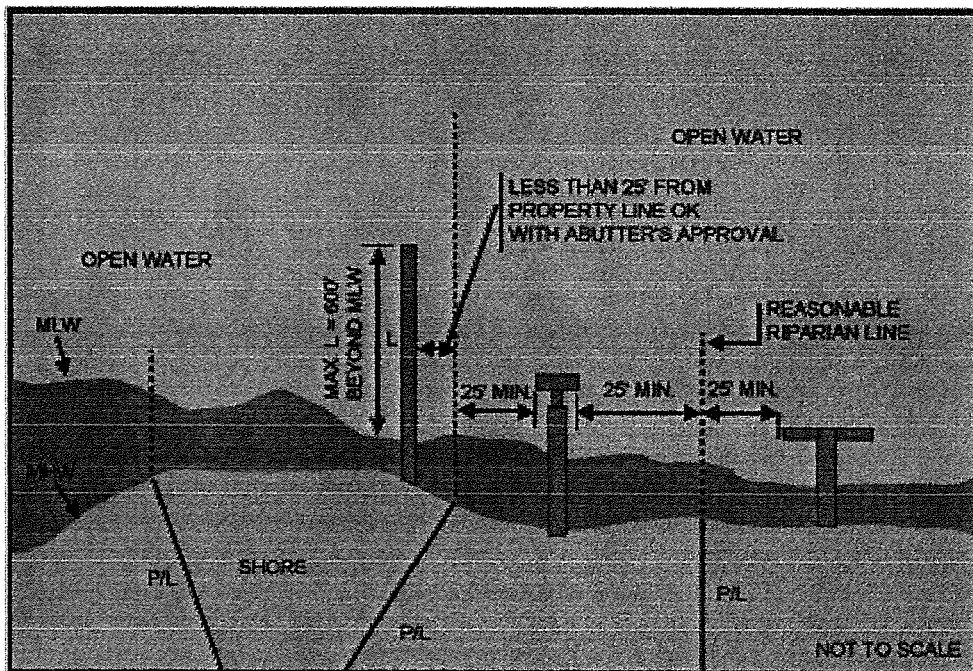 OPEN WATER
LESS THAN 25' FROM
PROPERTY LINE OK
WITH ABUTTER'S APPROVAL
OPEN WATER
MLW
MAX. L = 600'
BEYOND MLW
L
REASONABLE
RIPARIAN LINE
25' MIN.
25' MIN.
25' MIN.
MHW
P/L
SHORE
P/L
P/L
NOT TO SCALE